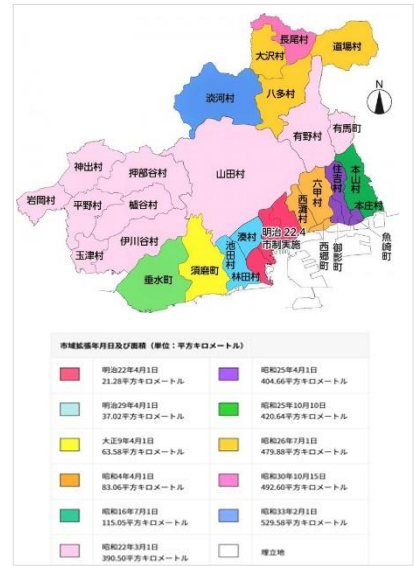 長尾村
大沢村
道場村
淡河村
八多村
N
有野村
有馬町
神出村
押部谷村
山田村
岩岡村
平野村
櫨谷村
伊川谷村
玉津村
垂水町
須磨町
池田村
湊村
林田村
明治 22.4
市制実施
西灘村
六甲村
住吉村
本山村
本庄村
魚崎町
御影町
西郷町
市域拡張年月日及び面積（単位：平方キロメートル）
明治22年4月1日
21.28平方キロメートル
昭和25年4月1日
404.66平方キロメートル
明治29年4月1日
37.02平方キロメートル
昭和25年10月10日
420.64平方キロメートル
大正9年4月1日
63.58平方キロメートル
昭和26年7月1日
479.88平方キロメートル
昭和4年4月1日
83.06平方キロメートル
昭和30年10月15日
492.60平方キロメートル
昭和16年7月1日
115.05平方キロメートル
昭和33年2月1日
529.58平方キロメートル
昭和22年3月1日
390.50平方キロメートル
埋立地